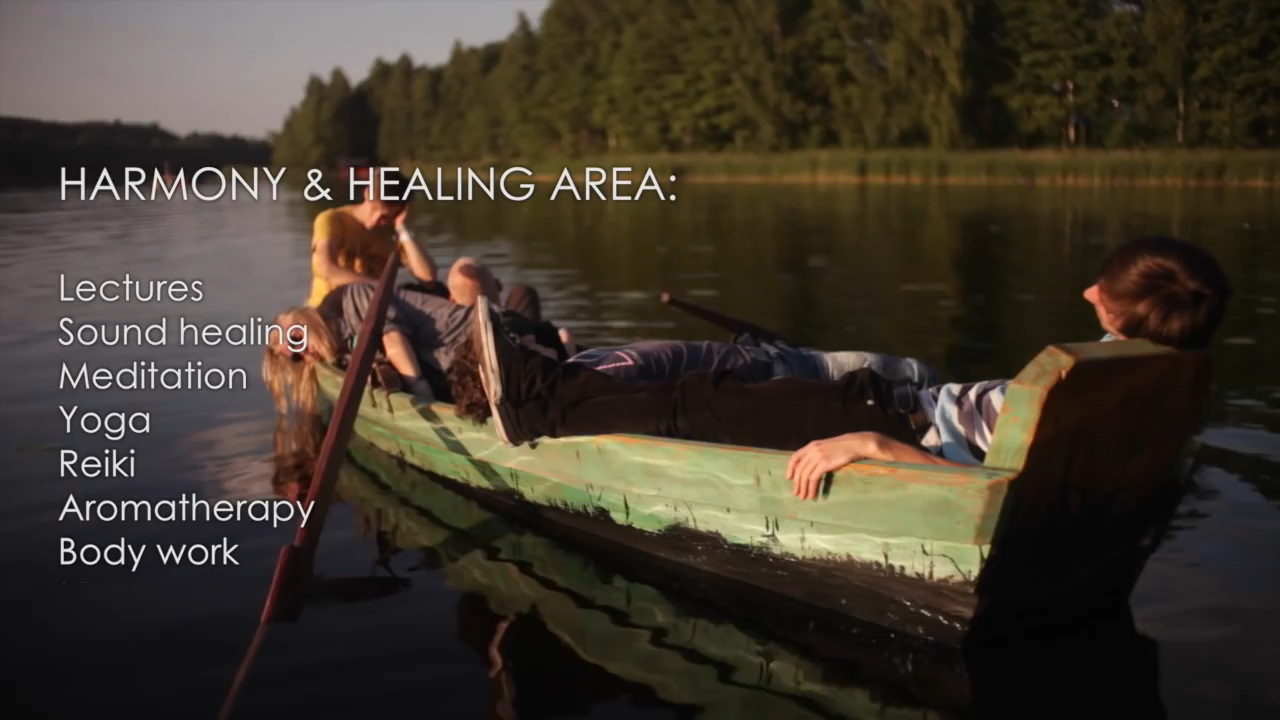 HARMONY & HEALING AREA:
Lectures
Sound healing
Meditation
Yoga
Reiki
Aromatherapy
Body work